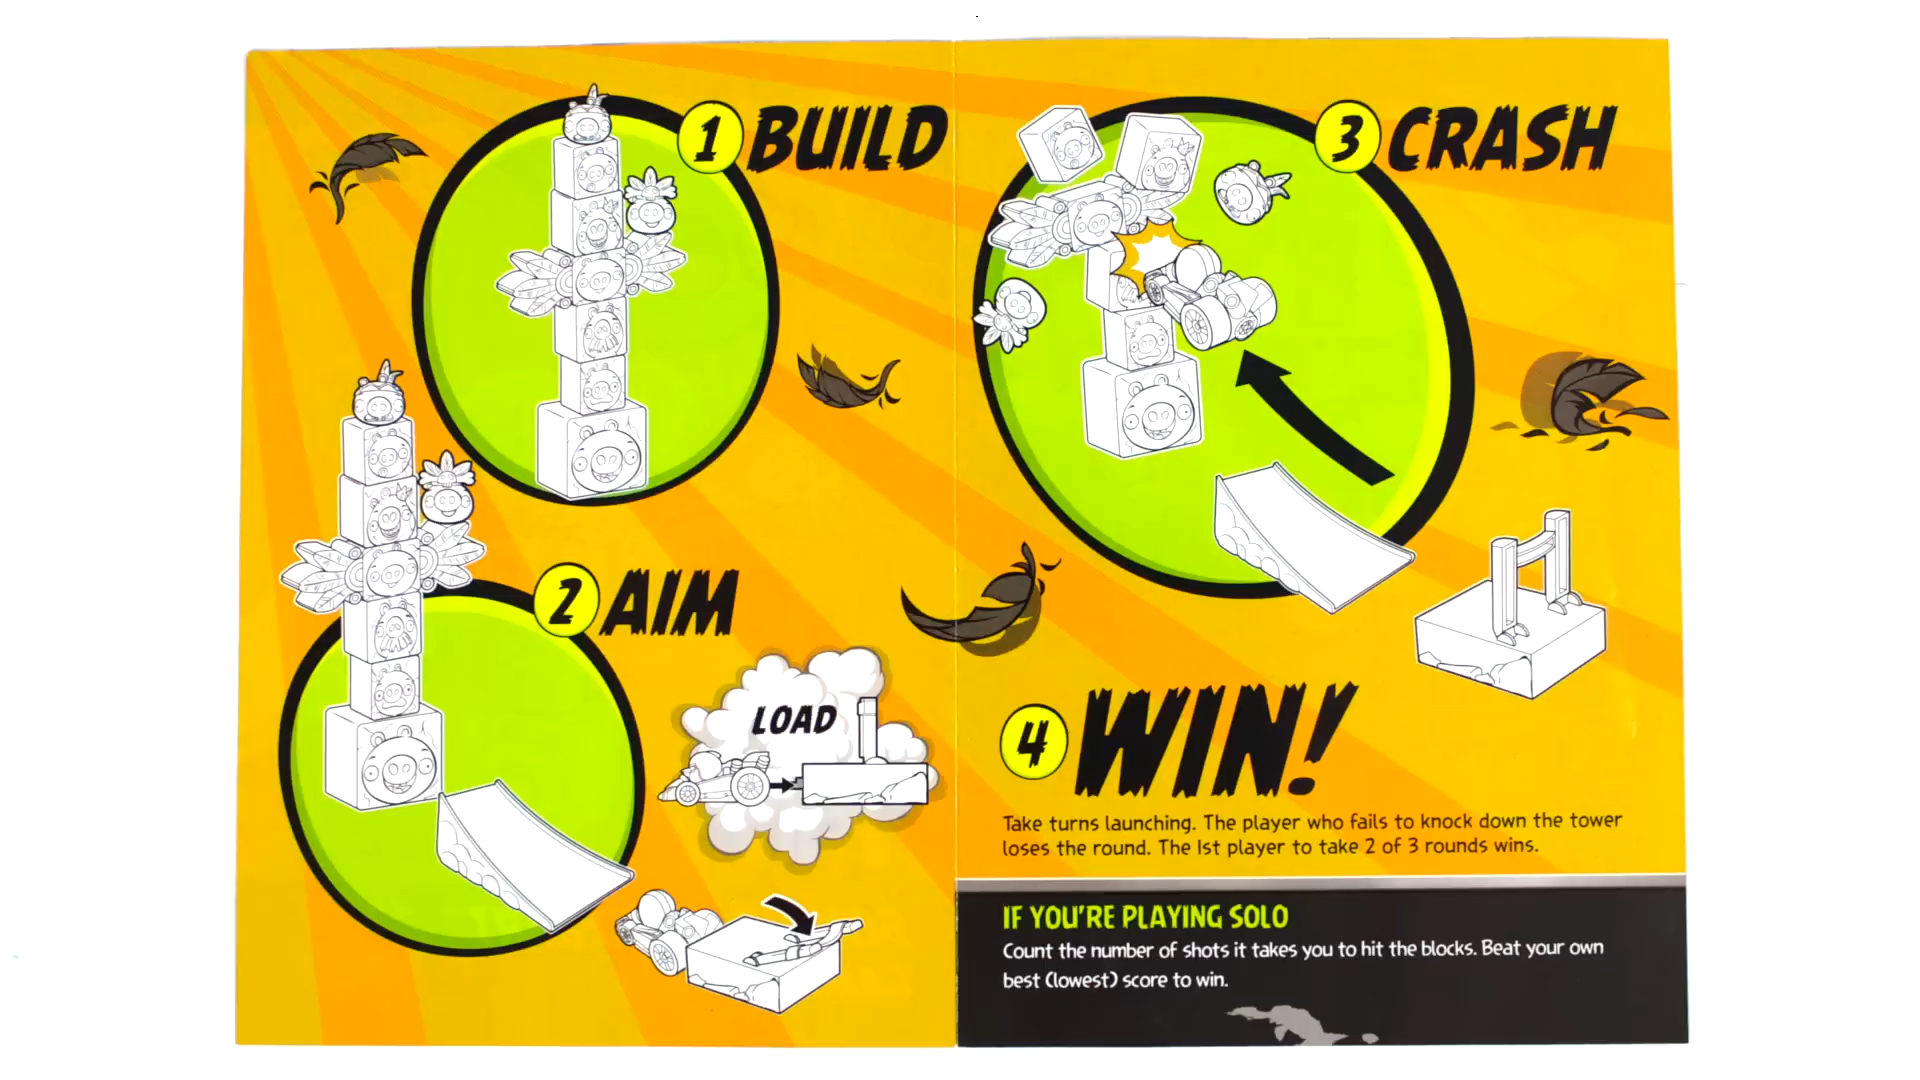 1 BUILD
2 AIM
LOAD
3 CRASH
4 WIN!
Take turns launching. The player who fails to knock down the tower
loses the round. The 1st player to take 2 of 3 rounds wins.
IF YOU'RE PLAYING SOLO
Count the number of shots it takes you to hit the blocks. Beat your own
best (lowest) score to win.